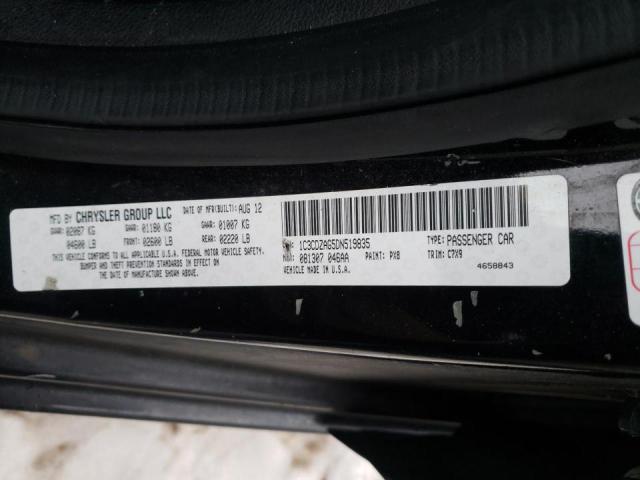 MFD BY CHRYSLER GROUP LLC DATE OF MFR(BUILT): AUG 12
GVWR: 02087 KG GAWR: 01180 KG GAWR: 01007 KG
04600 LB FRONT: 02600 LB REAR: 02220 LB
THIS VEHICLE CONFORMS TO ALL APPLICABLE U.S.A. FEDERAL MOTOR VEHICLE SAFETY,
BUMPER AND THEFT PREVENTION STANDARDS IN EFFECT
ON THE DATE OF MANUFACTURE SHOWN ABOVE.
1C3CDZAG5DN519835 TYPE: PASSENGER CAR
MDH: 081307 046AA PAINT: PX8 TRIM: C7X9
MADE IN U.S.A. 4658843